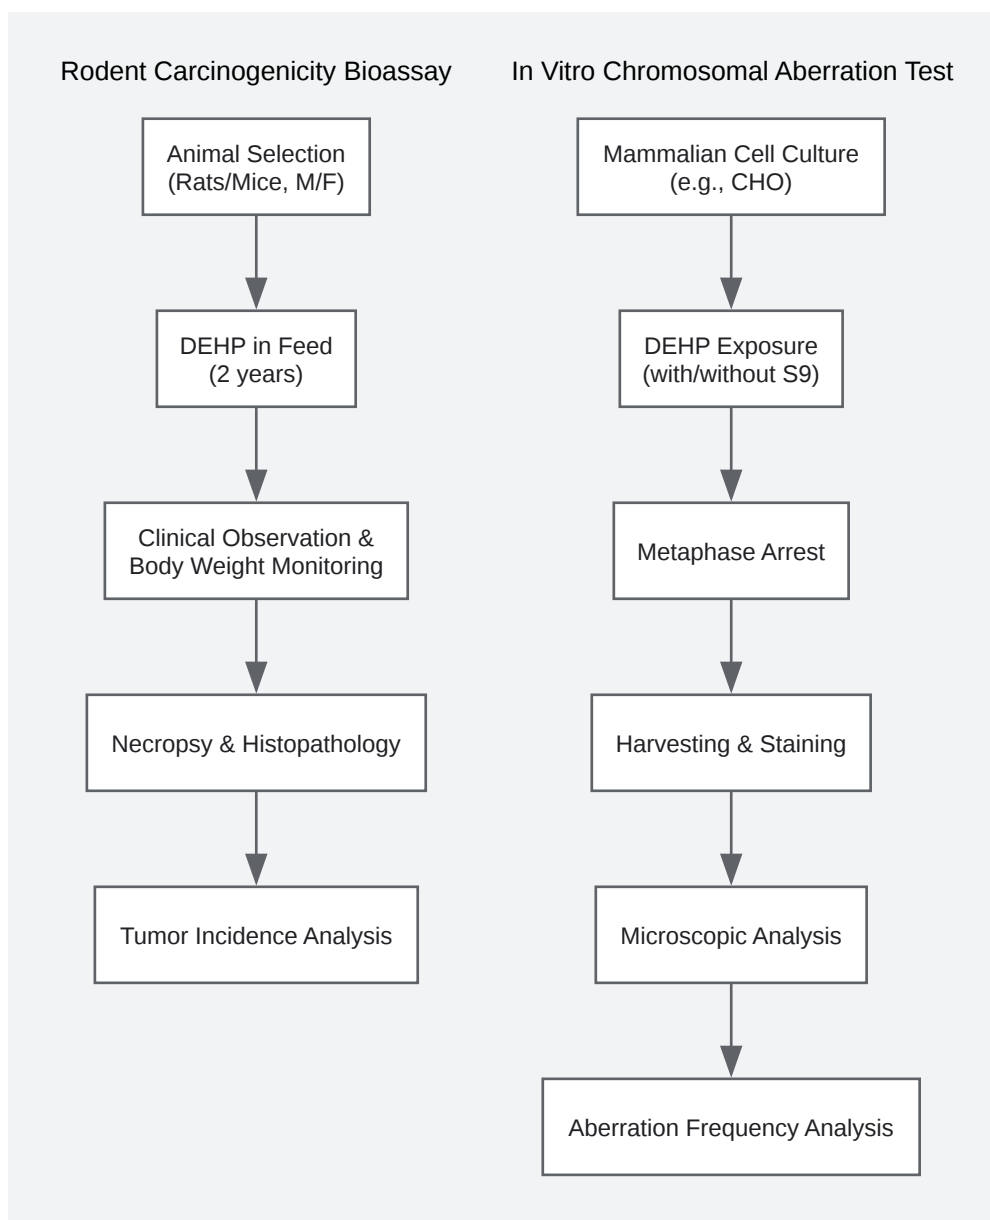 Rodent Carcinogenicity Bioassay
Animal Selection
(Rats/Mice, M/F)
DEHP in Feed
(2 years)
Clinical Observation &
Body Weight Monitoring
Necropsy & Histopathology
Tumor Incidence Analysis
In Vitro Chromosomal Aberration Test
Mammalian Cell Culture
(e.g., CHO)
DEHP Exposure
(with/without S9)
Metaphase Arrest
Harvesting & Staining
Microscopic Analysis
Aberration Frequency Analysis